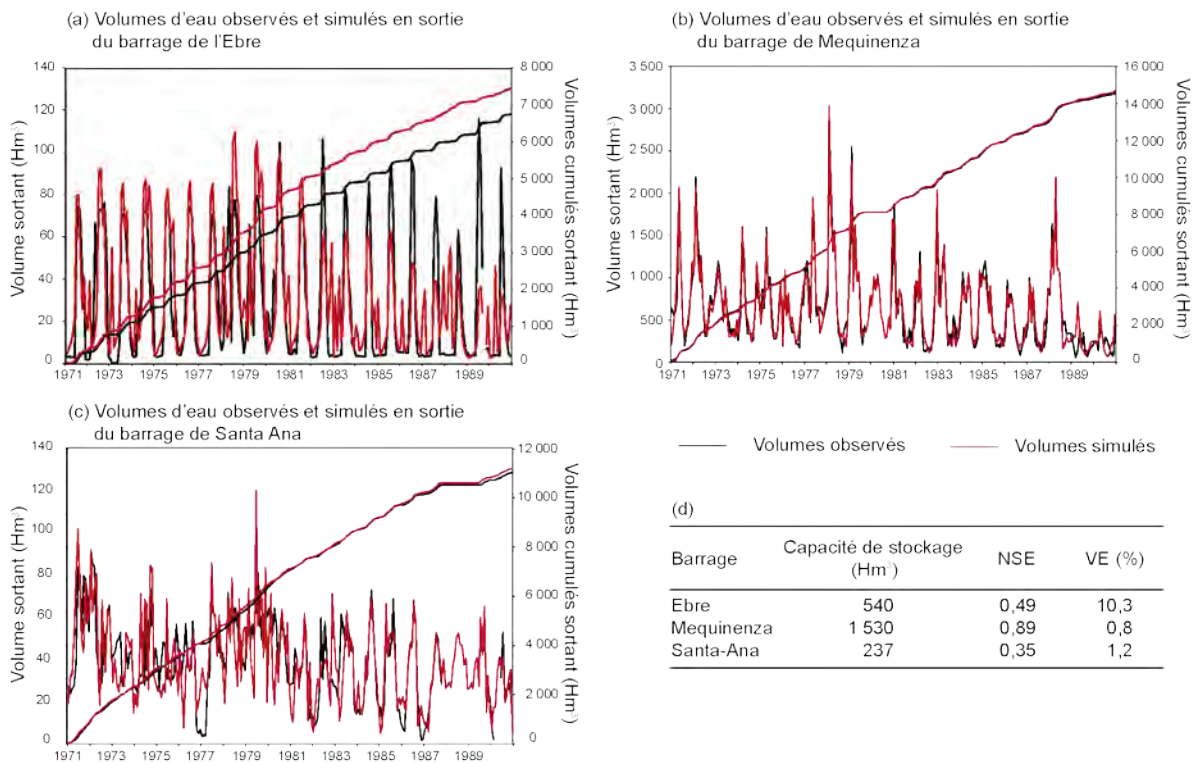 (a) Volumes d'eau observés et simulés en sortie
du barrage de l'Ebre
Volume sortant (Hm³)
140
120
100
80
60
40
20
0
8 000
7 000
6 000
5 000
4 000
3 000
2 000
1 000
0
Volumes cumulés sortant (Hm³)
1971 1973 1975 1977 1979 1981 1983 1985 1987 1989
(b) Volumes d'eau observés et simulés en sortie
du barrage de Mequinenza
Volume sortant (Hm³)
3 500
3 000
2 500
2 000
1 500
1 000
500
0
16 000
14 000
12 000
10 000
8 000
6 000
4 000
2 000
0
Volumes cumulés sortant (Hm³)
1971 1973 1975 1977 1979 1981 1983 1985 1987 1989
(c) Volumes d'eau observés et simulés en sortie
du barrage de Santa Ana
Volume sortant (Hm³)
140
120
100
80
60
40
20
0
12 000
10 000
8 000
6 000
4 000
2 000
0
Volumes cumulés sortant (Hm³)
1971 1973 1975 1977 1979 1981 1983 1985 1987 1989
Volumes observés Volumes simulés
(d)
Barrage Capacité de stockage (Hm³) NSE VE (%)
Ebre 540 0,49 10,3
Mequinenza 1 530 0,89 0,8
Santa-Ana 237 0,35 1,2